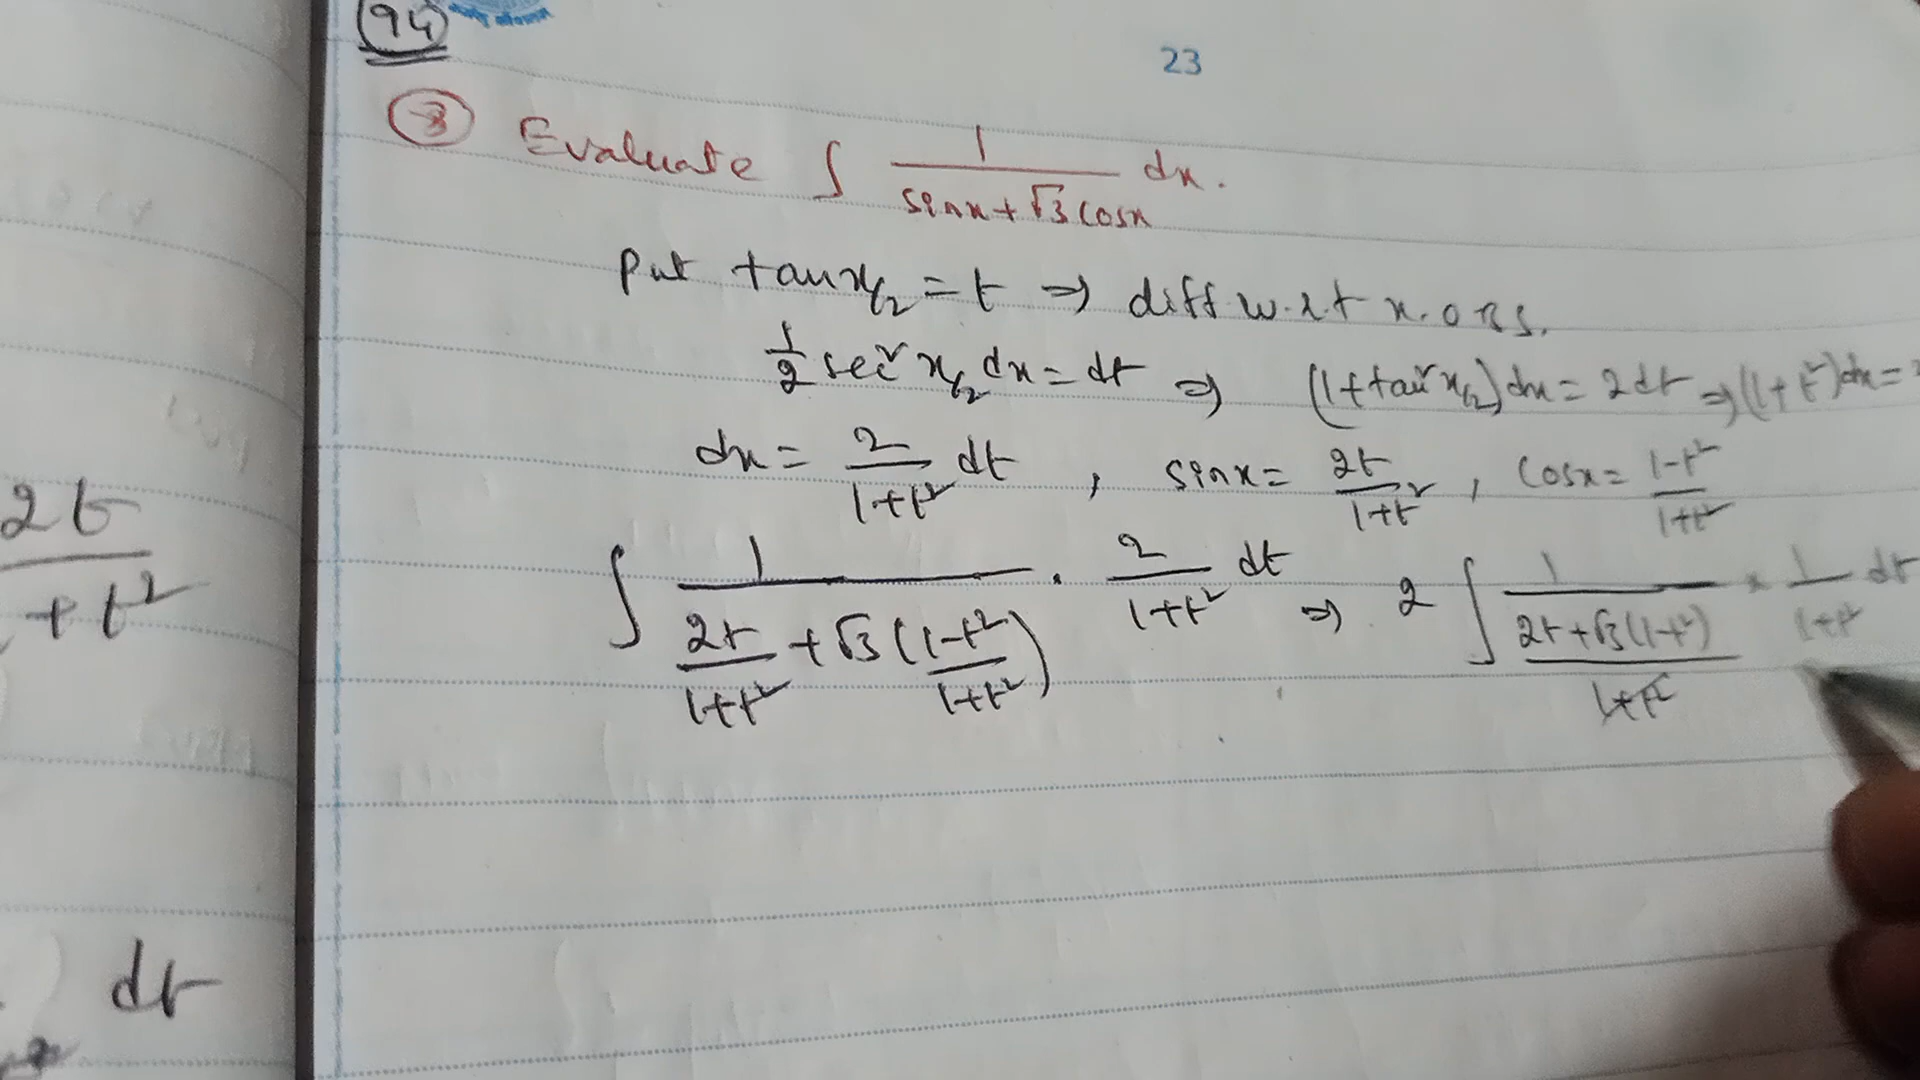 94
23
③ Evaluate ∫ 1/(sinx+√3 cosx) dx.
Put tan x/2 = t ⇒ diff w.r.t x. o B S.
1/2 sec² x/2 dx = dt ⇒ (1+tan² x/2) dx = 2dt ⇒ (1+t²)dx =
dx = 2/(1+t²) dt , sinx = 2t/(1+t²) , cosx = (1-t²)/(1+t²)
∫ 1/(2t/(1+t²) + √3((1-t²)/(1+t²))) . 2/(1+t²) dt ⇒ 2 ∫ 1/((2t+√3(1-t²))/(1+t²)) × 1/(1+t²) dt
2t
+t²
dt